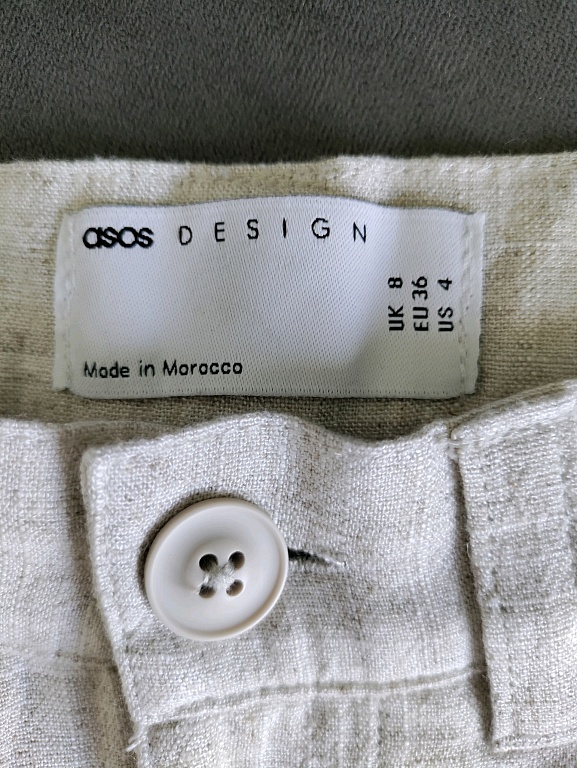 asos DESIGN
UK 8
EU 36
US 4
Made in Morocco